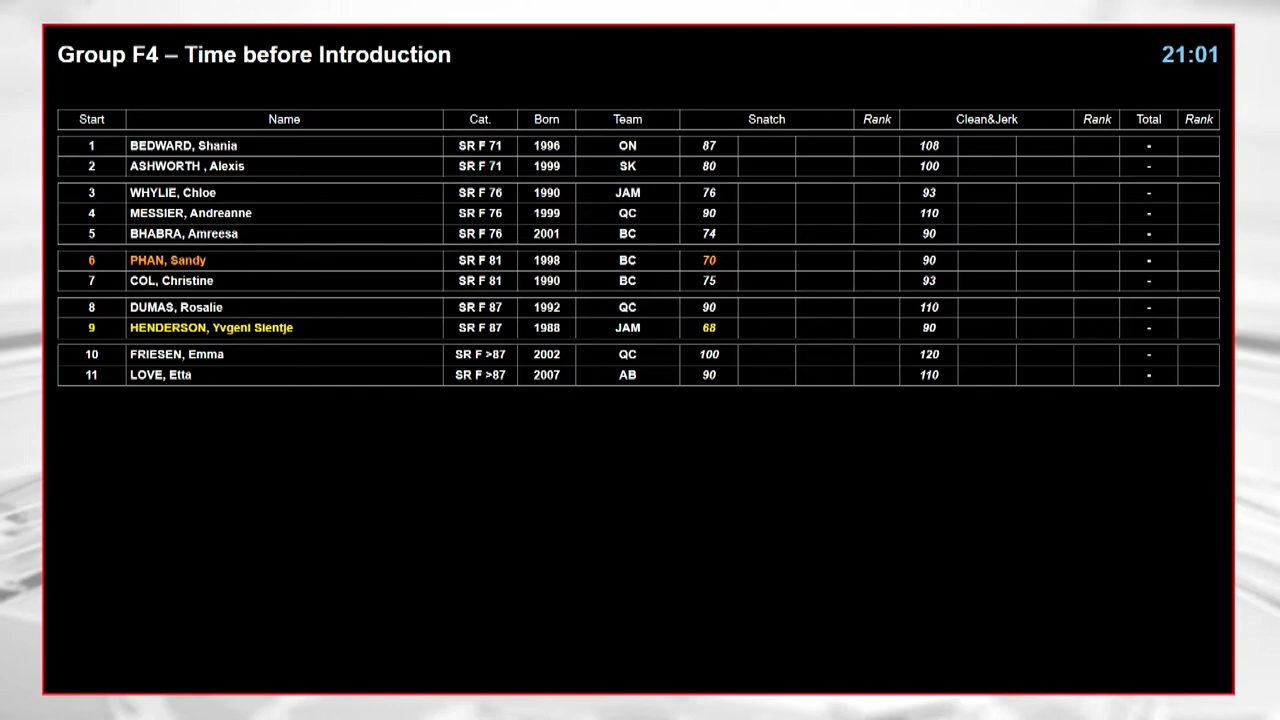 Group F4 – Time before Introduction 21:01
Start Name Cat. Born Team Snatch Rank Clean&Jerk Rank Total Rank
1 BEDWARD, Shania SR F 71 1996 ON 87 108 -
2 ASHWORTH , Alexis SR F 71 1999 SK 80 100 -
3 WHYLIE, Chloe SR F 76 1990 JAM 76 93 -
4 MESSIER, Andreanne SR F 76 1999 QC 90 110 -
5 BHABRA, Amreesa SR F 76 2001 BC 74 90 -
6 PHAN, Sandy SR F 81 1998 BC 70 90 -
7 COL, Christine SR F 81 1990 BC 75 93 -
8 DUMAS, Rosalie SR F 87 1992 QC 90 110 -
9 HENDERSON, Yvgeni Sientje SR F 87 1988 JAM 68 90 -
10 FRIESEN, Emma SR F >87 2002 QC 100 120 -
11 LOVE, Etta SR F >87 2007 AB 90 110 -